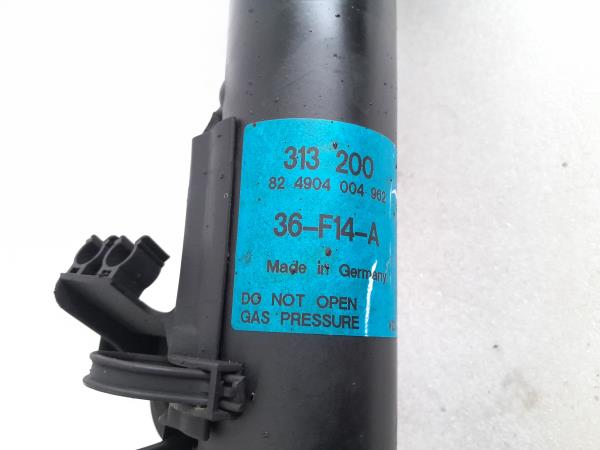 313 200
82 4904 004 962
36-F14-A
Made in Germany
DO NOT OPEN
GAS PRESSURE